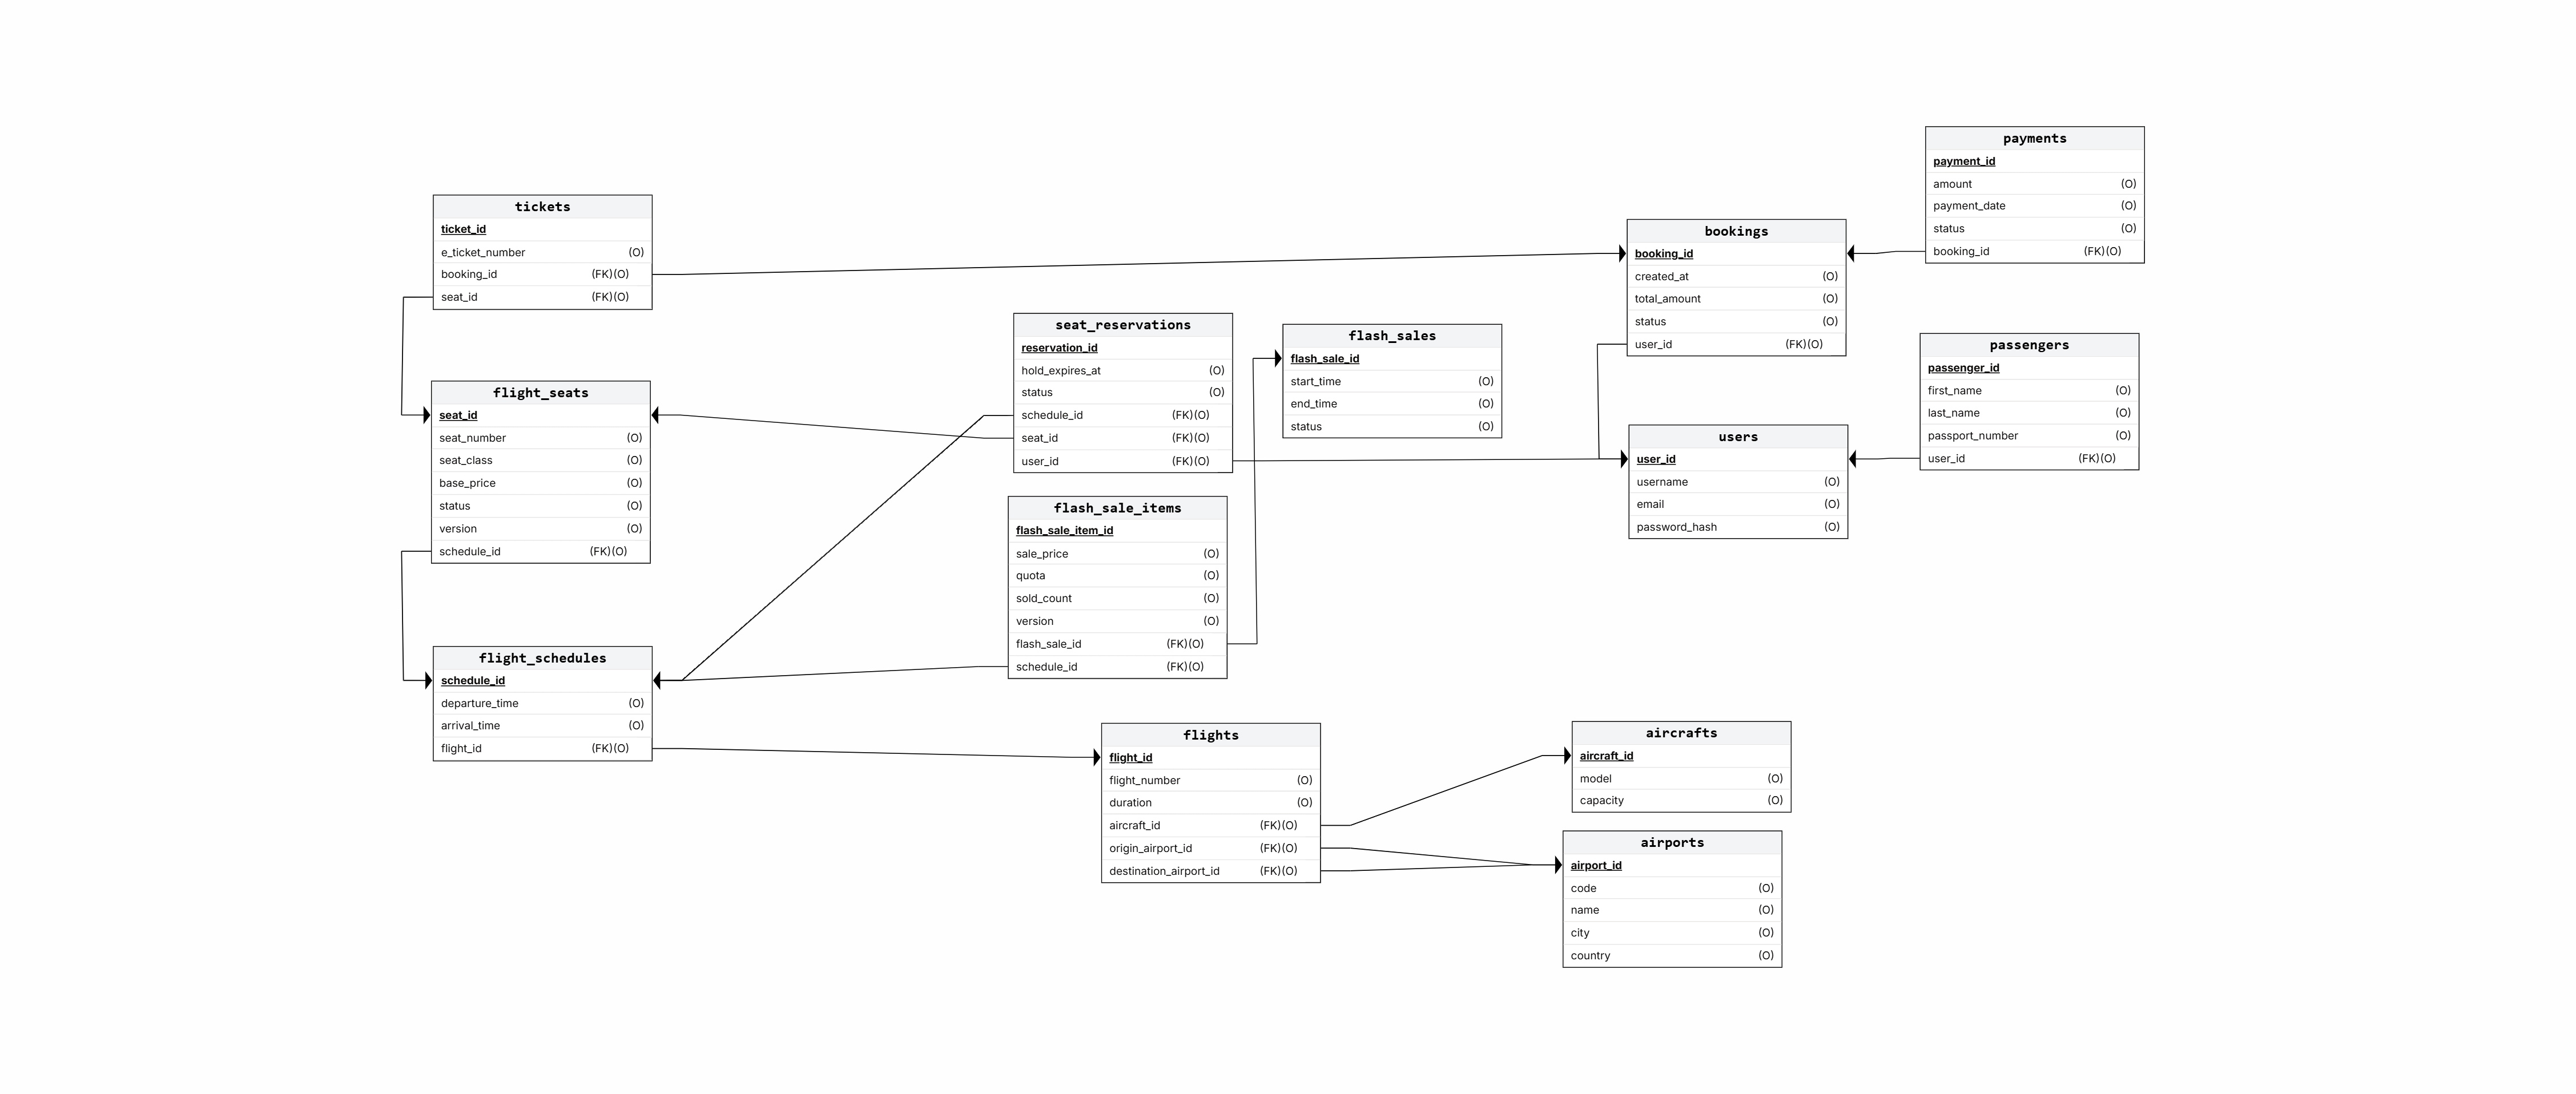 payments
payment_id
amount (O)
payment_date (O)
status (O)
booking_id (FK)(O)
tickets
ticket_id
e_ticket_number (O)
booking_id (FK)(O)
seat_id (FK)(O)
bookings
booking_id
created_at (O)
total_amount (O)
status (O)
user_id (FK)(O)
seat_reservations
reservation_id
hold_expires_at (O)
status (O)
schedule_id (FK)(O)
seat_id (FK)(O)
user_id (FK)(O)
flash_sales
flash_sale_id
start_time (O)
end_time (O)
status (O)
passengers
passenger_id
first_name (O)
last_name (O)
passport_number (O)
user_id (FK)(O)
flight_seats
seat_id
seat_number (O)
seat_class (O)
base_price (O)
status (O)
version (O)
schedule_id (FK)(O)
users
user_id
username (O)
email (O)
password_hash (O)
flash_sale_items
flash_sale_item_id
sale_price (O)
quota (O)
sold_count (O)
version (O)
flash_sale_id (FK)(O)
schedule_id (FK)(O)
flight_schedules
schedule_id
departure_time (O)
arrival_time (O)
flight_id (FK)(O)
flights
flight_id
flight_number (O)
duration (O)
aircraft_id (FK)(O)
origin_airport_id (FK)(O)
destination_airport_id (FK)(O)
aircrafts
aircraft_id
model (O)
capacity (O)
airports
airport_id
code (O)
name (O)
city (O)
country (O)